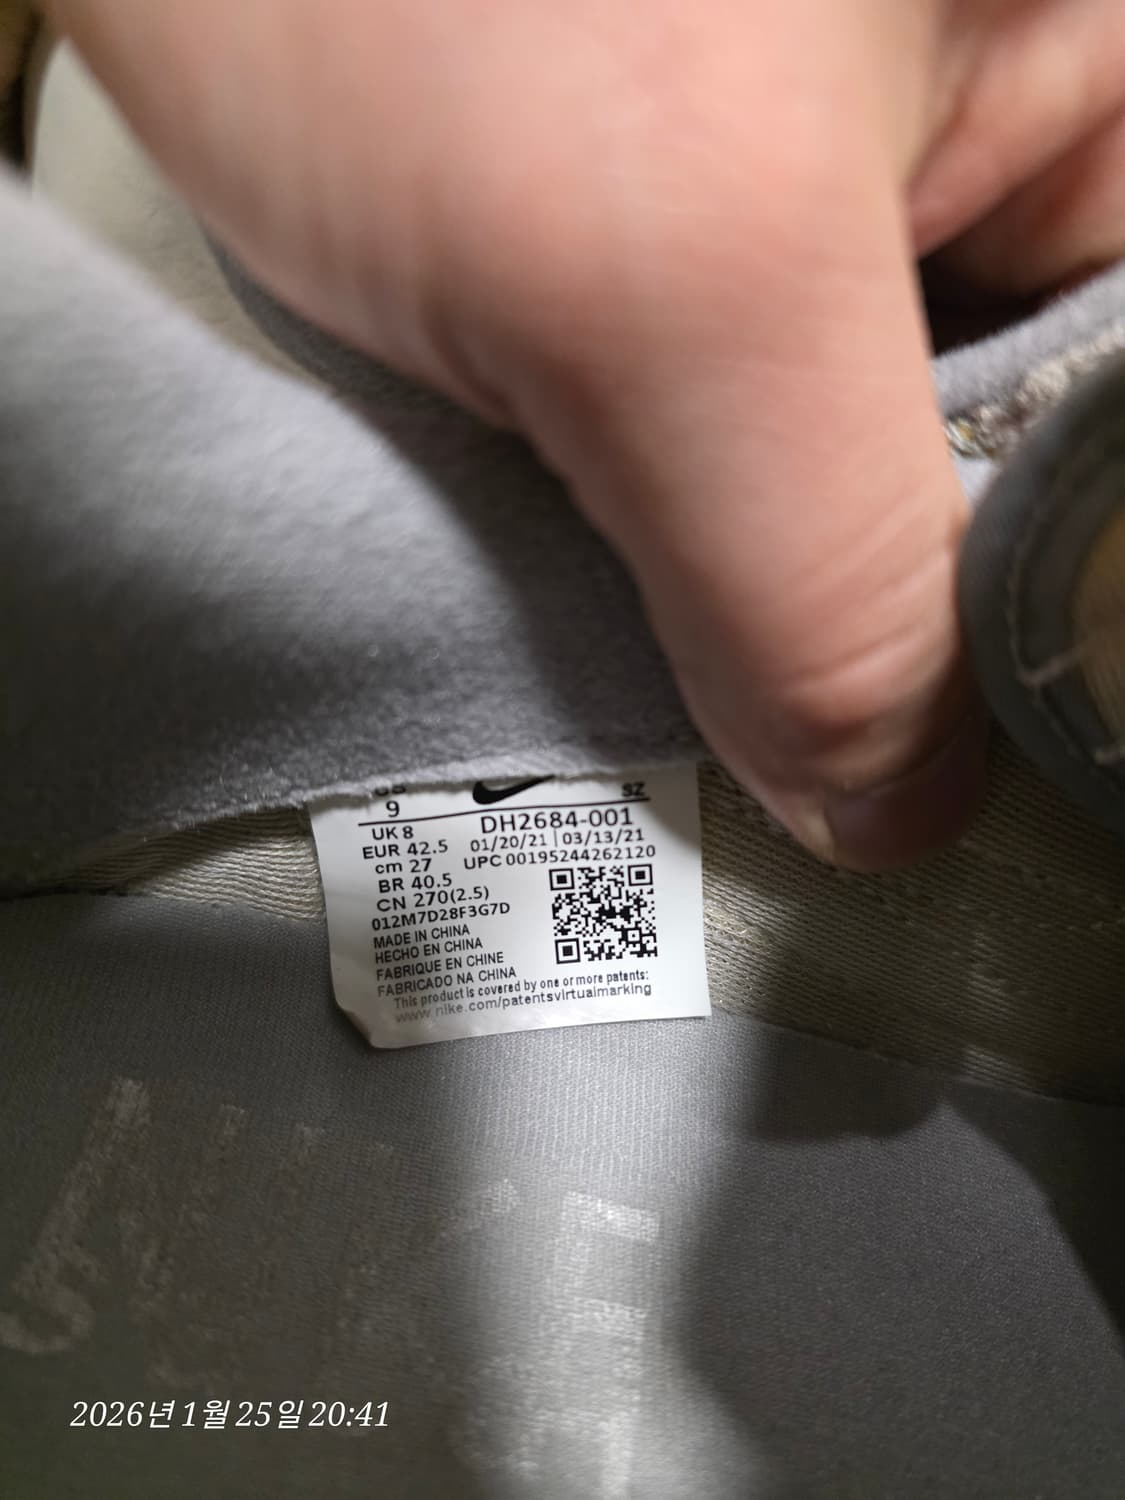 US
SZ
9
DH2684-001
UK 8
01/20/21 | 03/13/21
EUR 42.5
UPC 00195244262120
cm 27
BR 40.5
CN 270(2.5)
012M7D28F3G7D
MADE IN CHINA
HECHO EN CHINA
FABRIQUE EN CHINE
FABRICADO NA CHINA
This product is covered by one or more patents:
www.nike.com/patentsvirtualmarking
2026년 1월 25일 20:41